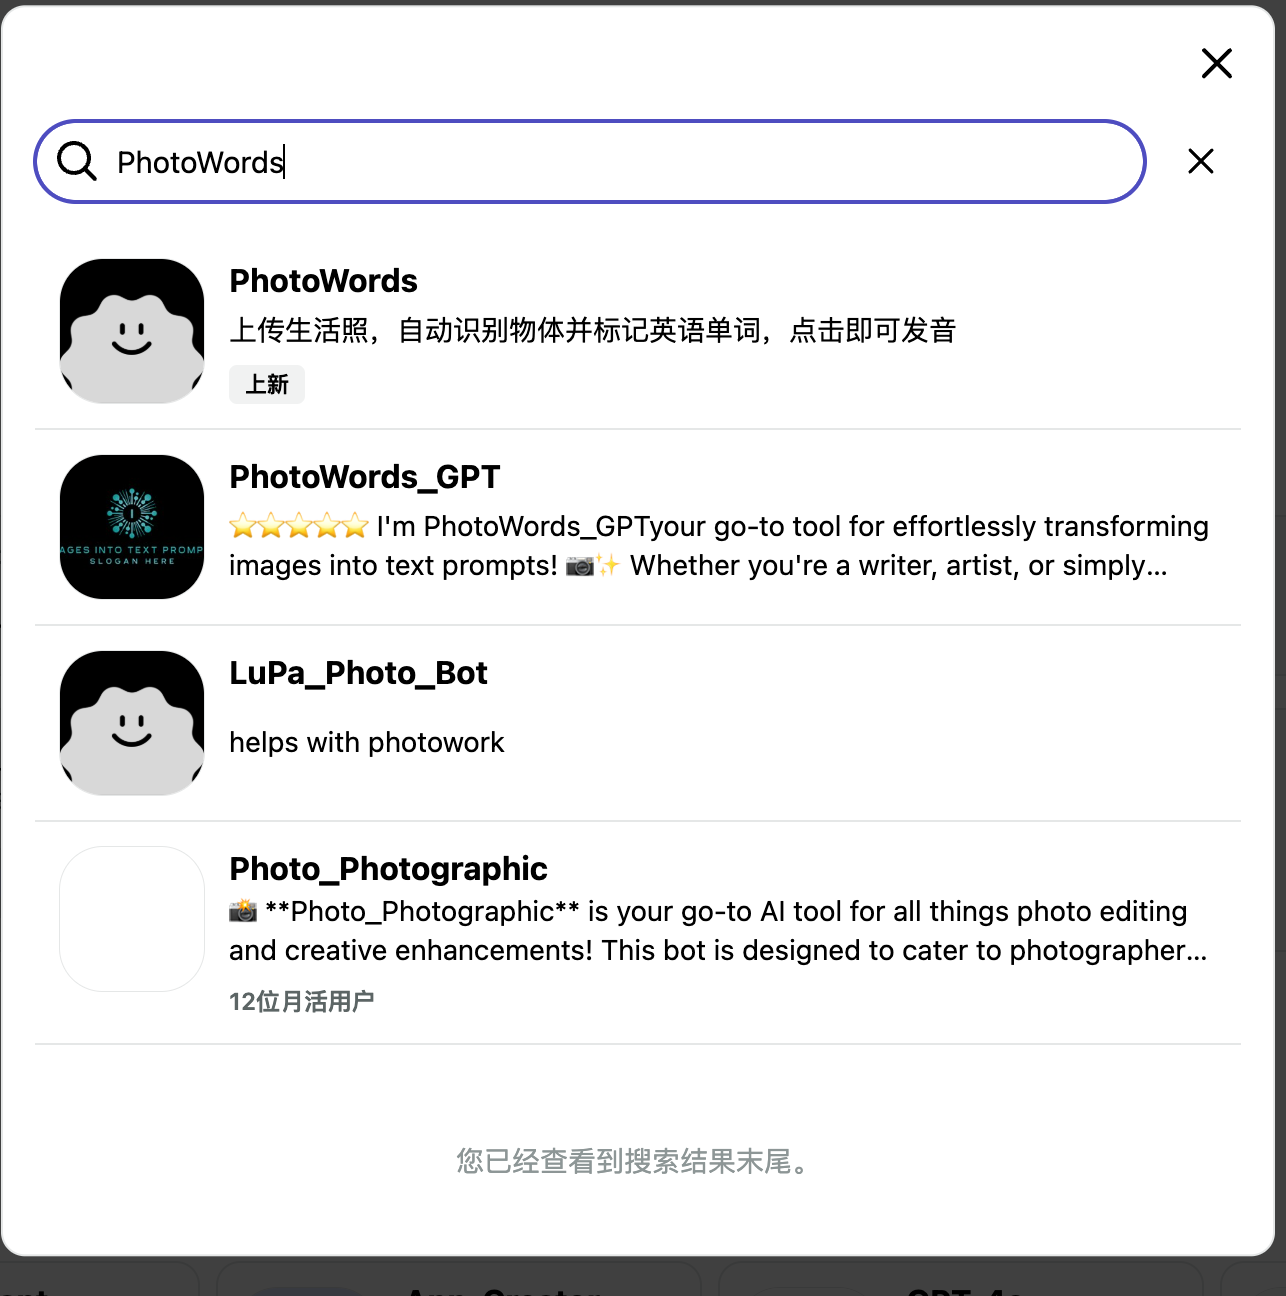 PhotoWords
PhotoWords
上传生活照，自动识别物体并标记英语单词，点击即可发音
上新
AGES INTO TEXT PROMP
SLOGAN HERE
PhotoWords_GPT
⭐⭐⭐⭐⭐ I'm PhotoWords_GPTyour go-to tool for effortlessly transforming
images into text prompts! 📷✨ Whether you're a writer, artist, or simply...
LuPa_Photo_Bot
helps with photowork
Photo_Photographic
📸 **Photo_Photographic** is your go-to AI tool for all things photo editing
and creative enhancements! This bot is designed to cater to photographer...
12位月活用户
您已经查看到搜索结果末尾。